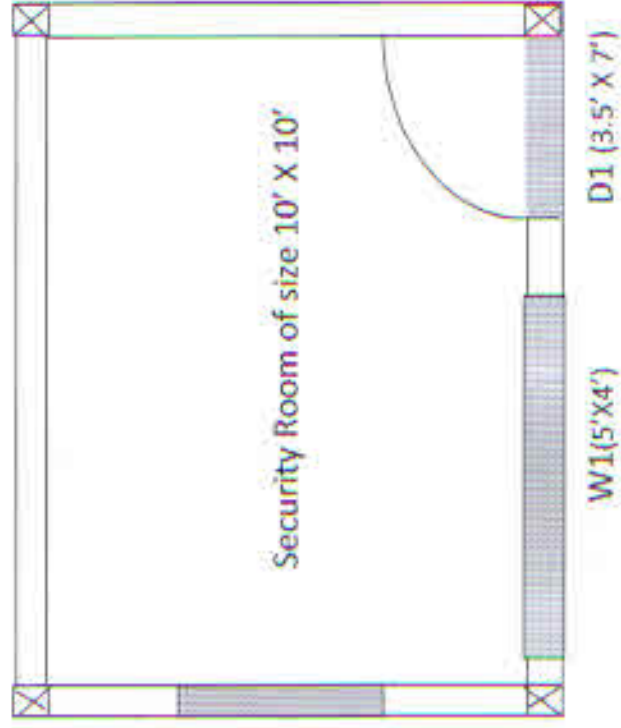 Security Room of size 10' X 10'
W1(5'X4')
D1 (3.5' X 7')